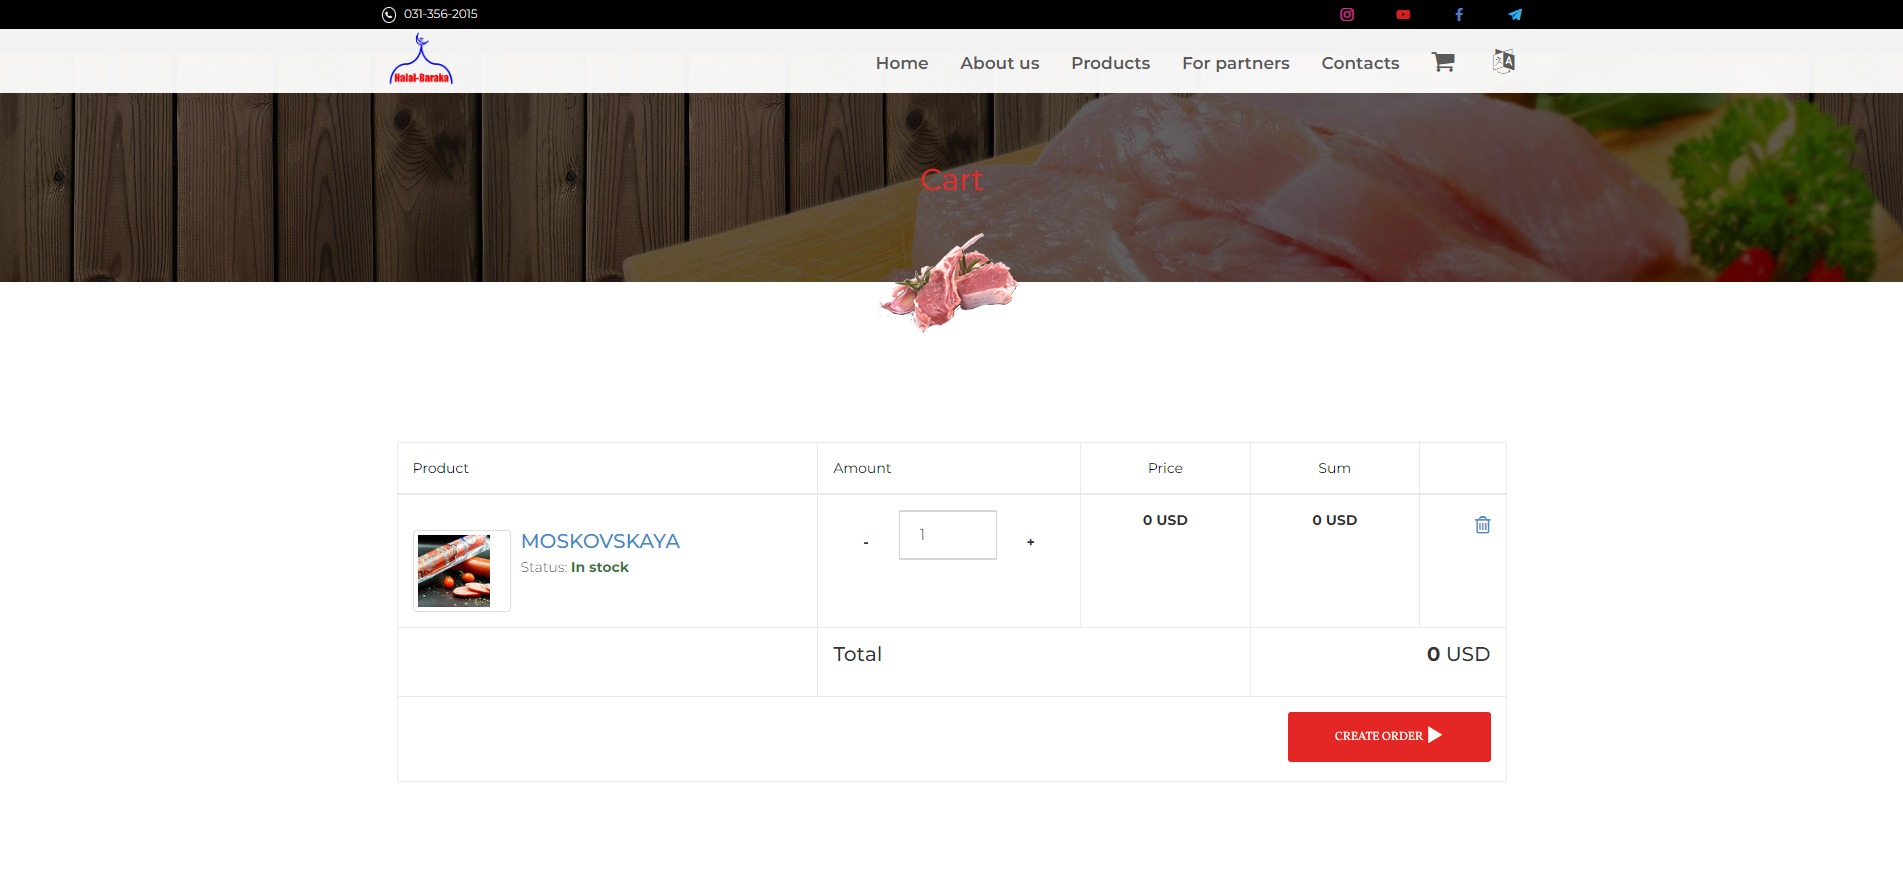 031-356-2015
Halal-Baraka
Home About us Products For partners Contacts
Cart
Product Amount Price Sum
MOSKOVSKAYA
Status: In stock
- 1 +
0 USD 0 USD
Total 0 USD
CREATE ORDER